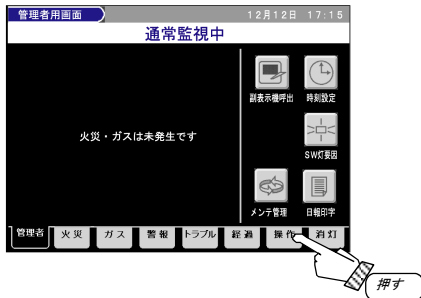 管理者用画面
12月12日 17:15
通常監視中
副表示機呼出 時刻設定
火災・ガスは未発生です
SW灯要因
メンテ管理 日報印字
管理者 火災 ガス 警報 トラブル 経過 操作 消灯
押す